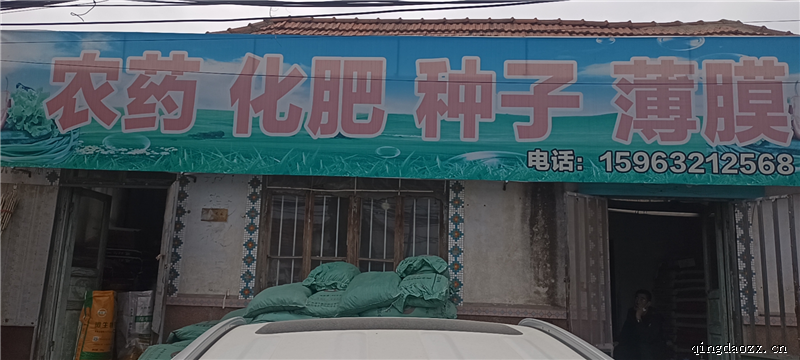 农药 化肥 种子 薄膜
电话：15963212568
qingdaozz.cn